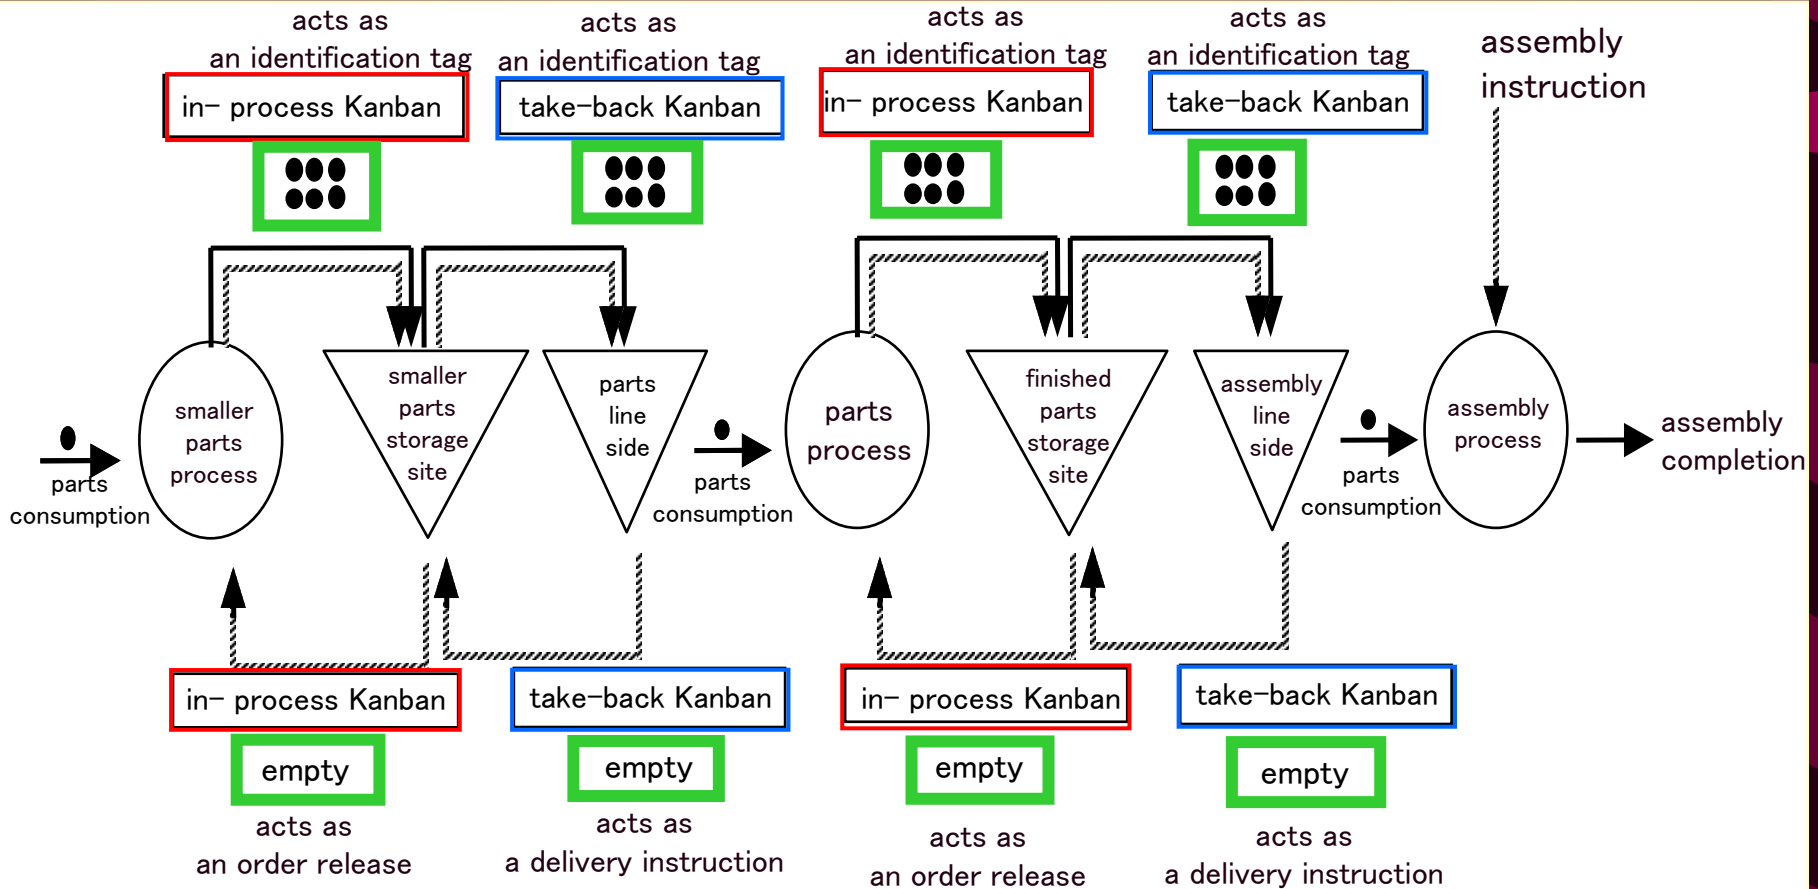 acts as
an identification tag
in- process Kanban
acts as
an identification tag
take-back Kanban
acts as
an identification tag
in- process Kanban
acts as
an identification tag
take-back Kanban
assembly
instruction
parts
consumption
smaller
parts
process
smaller
parts
storage
site
parts
line
side
parts
consumption
parts
process
finished
parts
storage
site
assembly
line
side
parts
consumption
assembly
process
assembly
completion
in- process Kanban
empty
acts as
an order release
take-back Kanban
empty
acts as
a delivery instruction
in- process Kanban
empty
acts as
an order release
take-back Kanban
empty
acts as
a delivery instruction